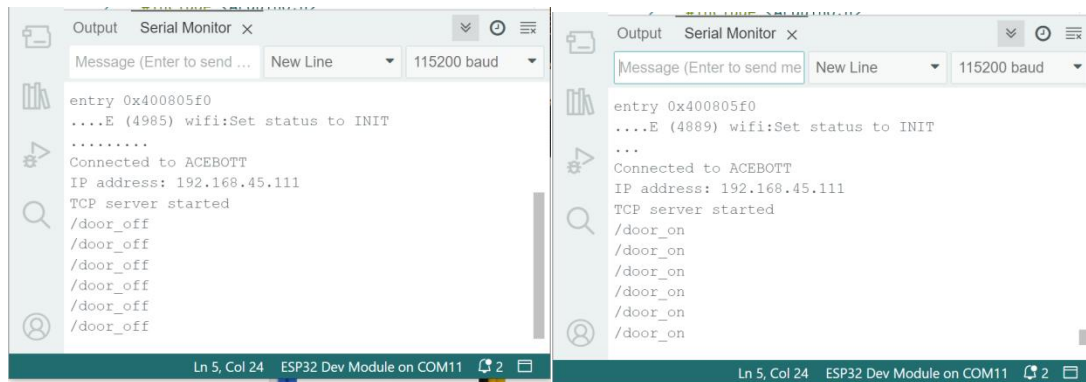 Output Serial Monitor ×
Message (Enter to send ... New Line 115200 baud
entry 0x400805f0
....E (4985) wifi:Set status to INIT
.........
Connected to ACEBOTT
IP address: 192.168.45.111
TCP server started
/door_off
/door_off
/door_off
/door_off
/door_off
/door_off
Ln 5, Col 24 ESP32 Dev Module on COM11 2
Output Serial Monitor ×
Message (Enter to send me New Line 115200 baud
entry 0x400805f0
....E (4889) wifi:Set status to INIT
...
Connected to ACEBOTT
IP address: 192.168.45.111
TCP server started
/door_on
/door_on
/door_on
/door_on
/door_on
/door_on
Ln 5, Col 24 ESP32 Dev Module on COM11 2